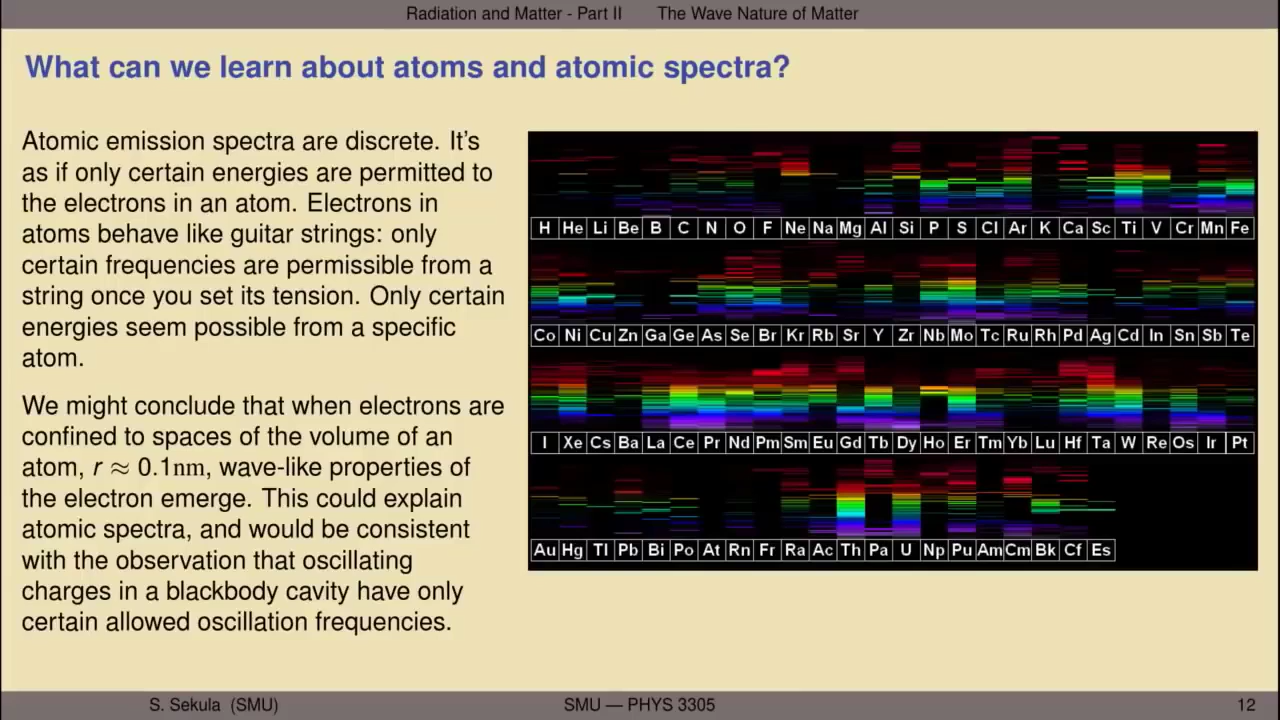 Radiation and Matter - Part II The Wave Nature of Matter
What can we learn about atoms and atomic spectra?
Atomic emission spectra are discrete. It's
as if only certain energies are permitted to
the electrons in an atom. Electrons in
atoms behave like guitar strings: only
certain frequencies are permissible from a
string once you set its tension. Only certain
energies seem possible from a specific
atom.
We might conclude that when electrons are
confined to spaces of the volume of an
atom, r ≈ 0.1nm, wave-like properties of
the electron emerge. This could explain
atomic spectra, and would be consistent
with the observation that oscillating
charges in a blackbody cavity have only
certain allowed oscillation frequencies.
H He Li Be B C N O F Ne Na Mg Al Si P S Cl Ar K Ca Sc Ti V Cr Mn Fe
Co Ni Cu Zn Ga Ge As Se Br Kr Rb Sr Y Zr Nb Mo Tc Ru Rh Pd Ag Cd In Sn Sb Te
I Xe Cs Ba La Ce Pr Nd Pm Sm Eu Gd Tb Dy Ho Er Tm Yb Lu Hf Ta W Re Os Ir Pt
Au Hg Tl Pb Bi Po At Rn Fr Ra Ac Th Pa U Np Pu Am Cm Bk Cf Es
S. Sekula (SMU) SMU — PHYS 3305 12